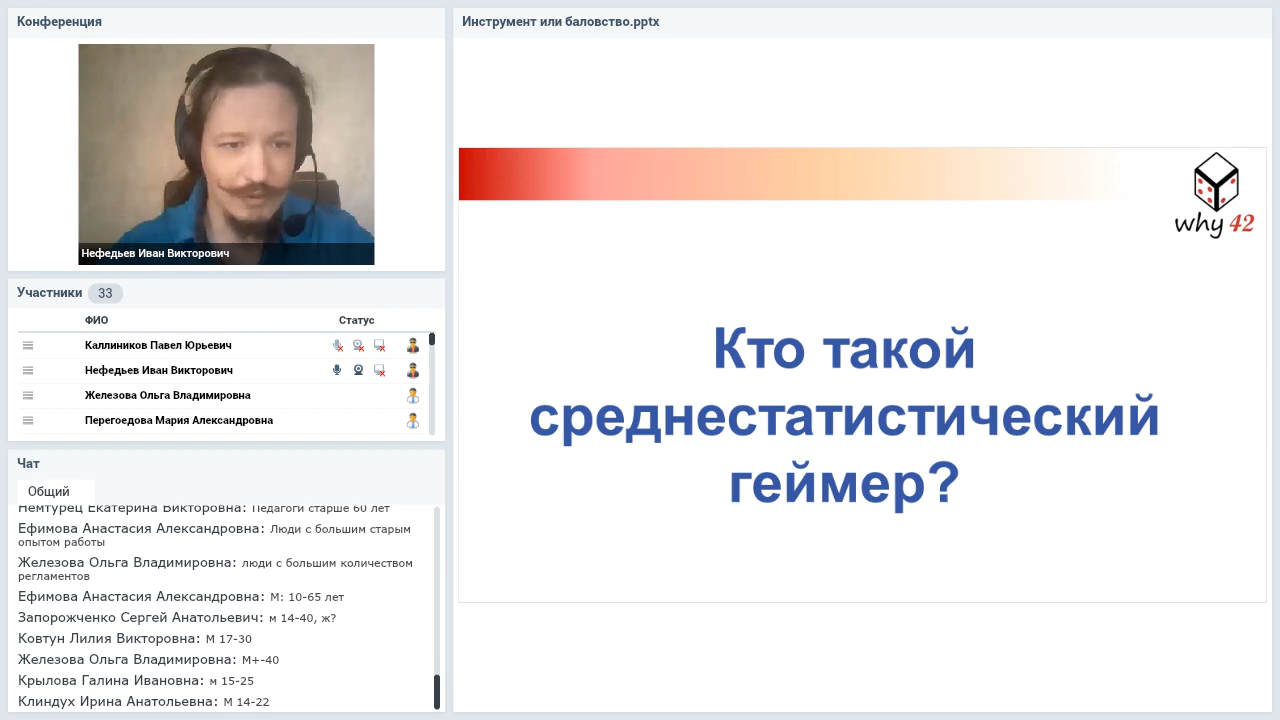 Конференция
Нефедьев Иван Викторович
Участники 33
ФИО Статус
Каллиников Павел Юрьевич
Нефедьев Иван Викторович
Железова Ольга Владимировна
Перегоедова Мария Александровна
Чат
Общий
Немтурец Екатерина Викторовна: Педагоги старше 60 лет
Ефимова Анастасия Александровна: Люди с большим старым
опытом работы
Железова Ольга Владимировна: люди с большим количеством
регламентов
Ефимова Анастасия Александровна: М: 10-65 лет
Запорожченко Сергей Анатольевич: м 14-40, ж?
Ковтун Лилия Викторовна: М 17-30
Железова Ольга Владимировна: М+-40
Крылова Галина Ивановна: м 15-25
Клиндух Ирина Анатольевна: М 14-22
Инструмент или баловство.pptx
why 42
Кто такой
среднестатистический
геймер?